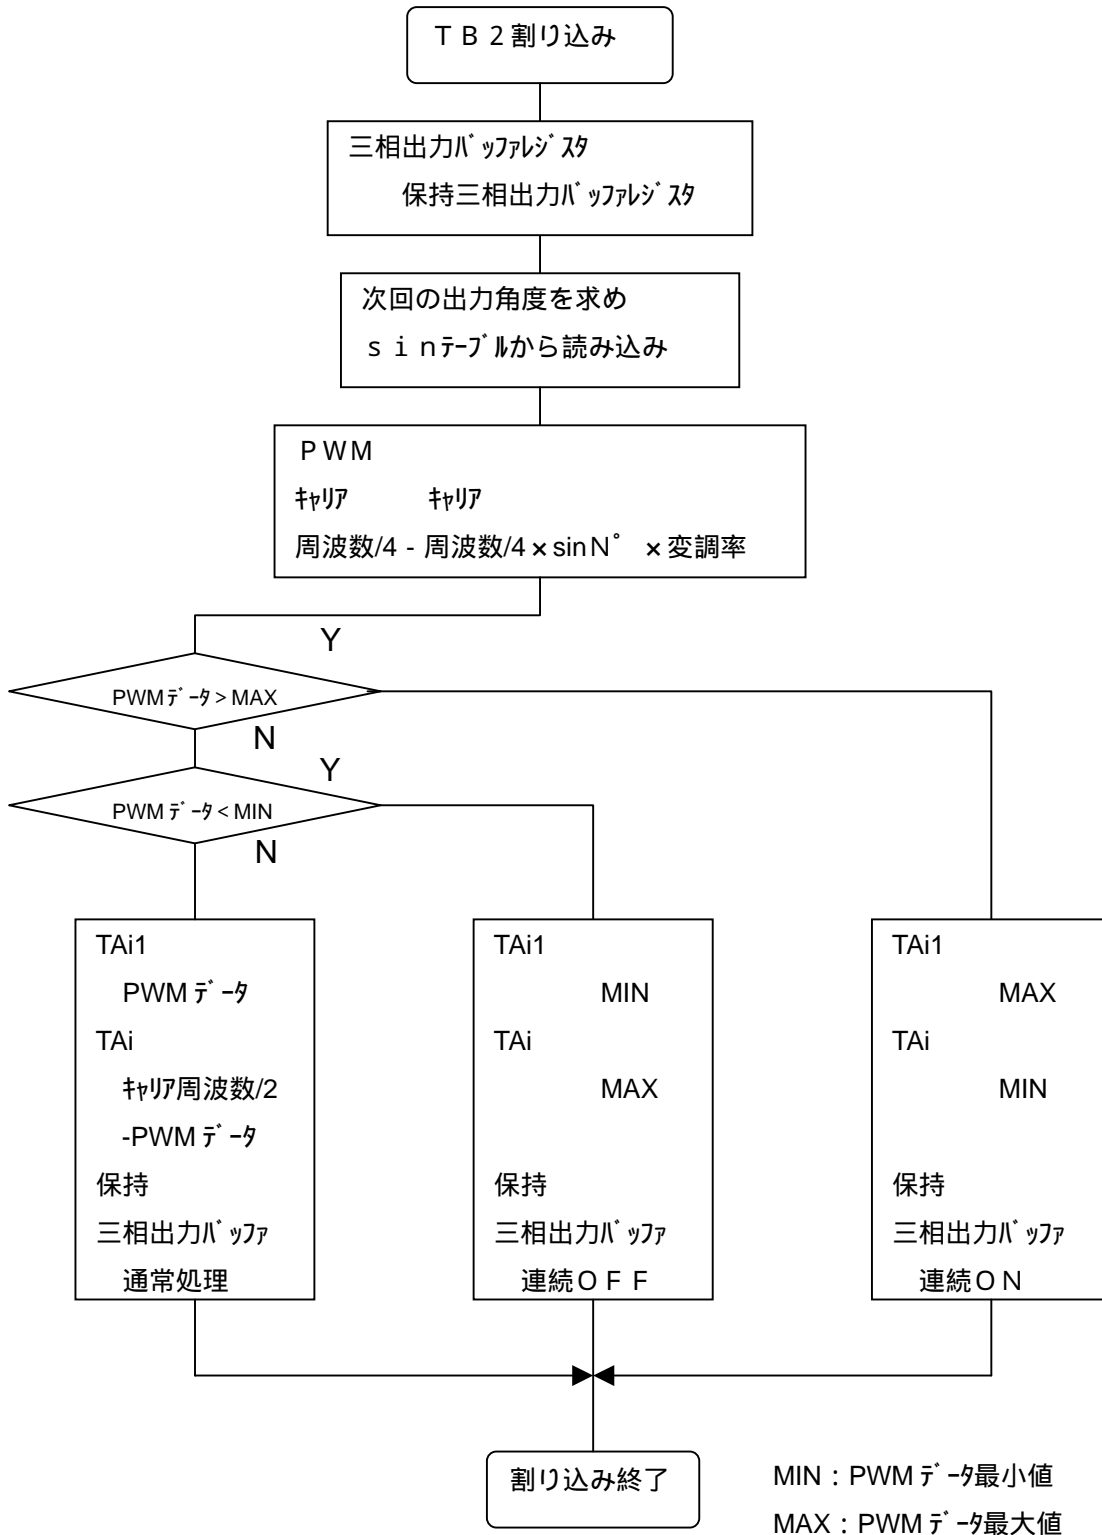 ＴＢ２割り込み
三相出力ﾊﾞｯﾌｧﾚｼﾞｽﾀ
保持三相出力ﾊﾞｯﾌｧﾚｼﾞｽﾀ
次回の出力角度を求め
ｓｉｎﾃｰﾌﾞﾙから読み込み
ＰＷＭ
ｷｬﾘｱ ｷｬﾘｱ
周波数/4 - 周波数/4×sinN° ×変調率
Y
PWMﾃﾞｰﾀ > MAX
N
Y
PWMﾃﾞｰﾀ < MIN
N
TAi1
PWMﾃﾞｰﾀ
TAi
ｷｬﾘｱ周波数/2
-PWMﾃﾞｰﾀ
保持
三相出力ﾊﾞｯﾌｧ
通常処理
TAi1
MIN
TAi
MAX
保持
三相出力ﾊﾞｯﾌｧ
連続ＯＦＦ
TAi1
MAX
TAi
MIN
保持
三相出力ﾊﾞｯﾌｧ
連続ＯＮ
割り込み終了
MIN：PWMﾃﾞｰﾀ最小値
MAX：PWMﾃﾞｰﾀ最大値